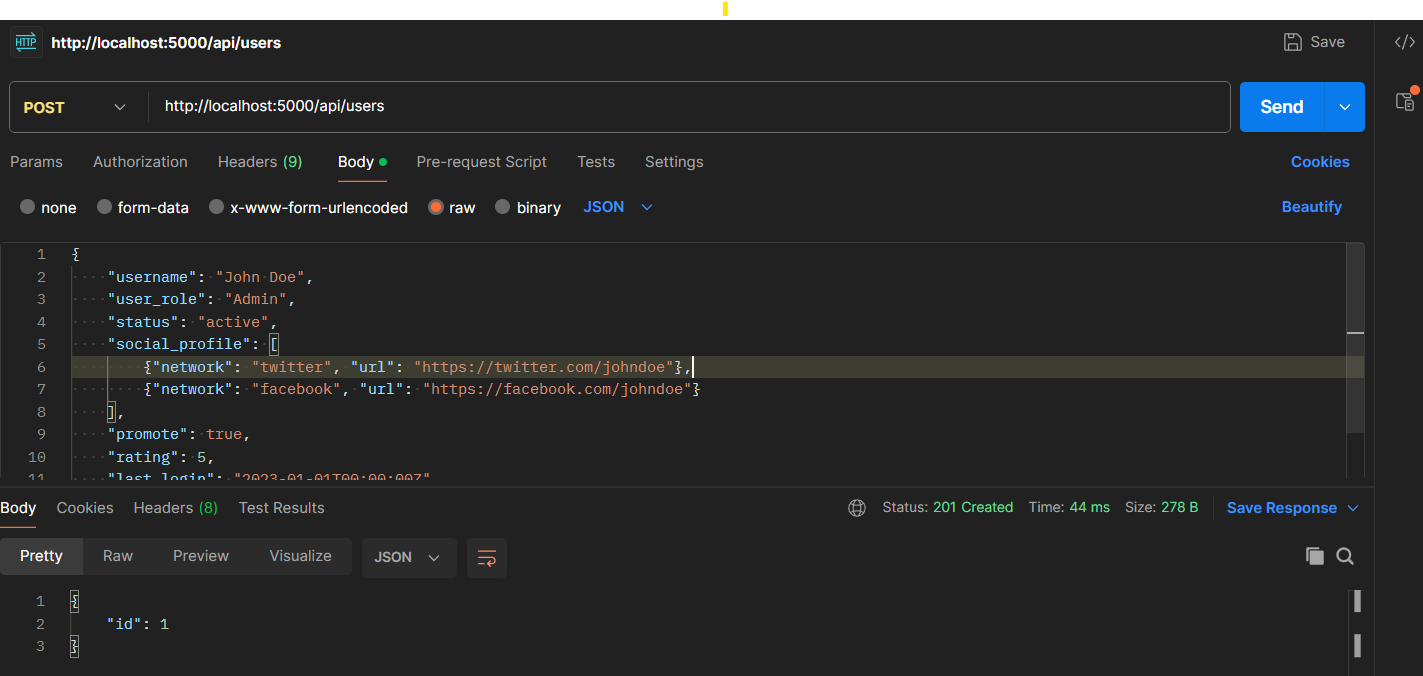 HTTP http://localhost:5000/api/users Save
POST http://localhost:5000/api/users Send
Params Authorization Headers (9) Body Pre-request Script Tests Settings Cookies
none form-data x-www-form-urlencoded raw binary JSON Beautify
1 {
2 "username": "John Doe",
3 "user_role": "Admin",
4 "status": "active",
5 "social_profile": [
6 {"network": "twitter", "url": "https://twitter.com/johndoe"},
7 {"network": "facebook", "url": "https://facebook.com/johndoe"}
8 ],
9 "promote": true,
10 "rating": 5,
11 "last_login": "2023-01-01T00:00:00Z"
Body Cookies Headers (8) Test Results Status: 201 Created Time: 44 ms Size: 278 B Save Response
Pretty Raw Preview Visualize JSON
1 {
2 "id": 1
3 }